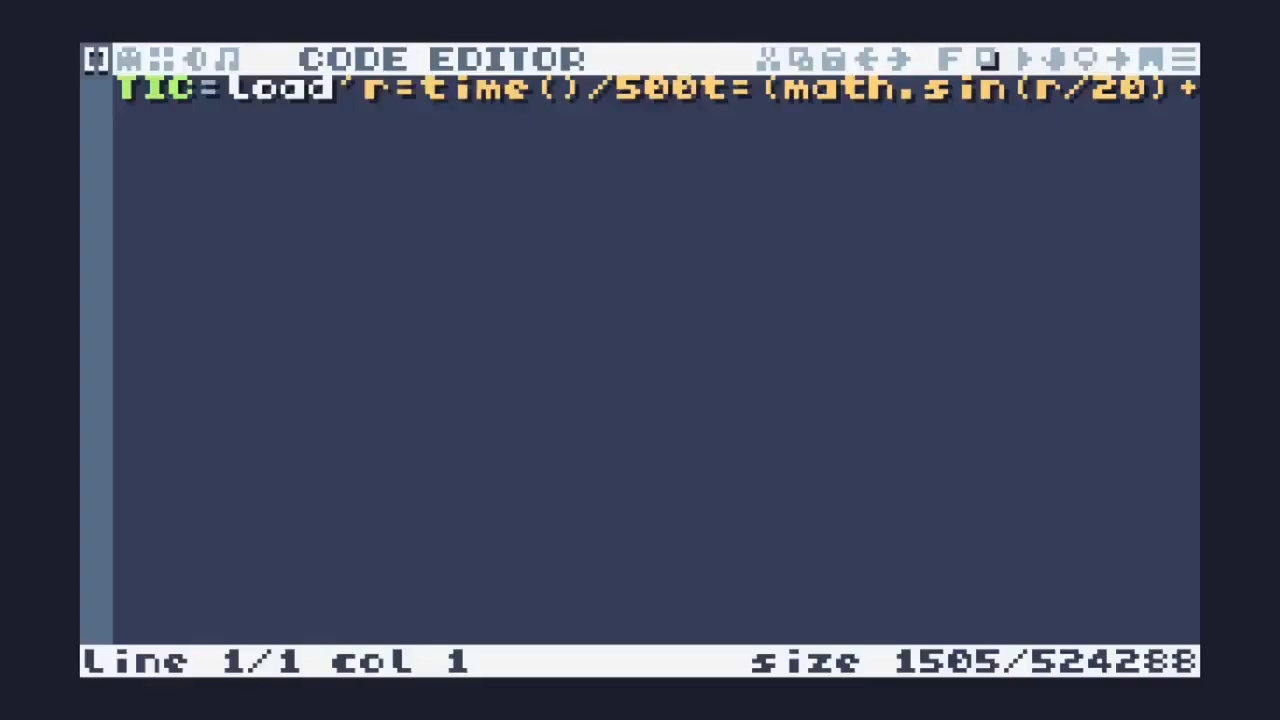 CODE EDITOR F
TIC=load'r=time()/500t=(math.sin(r/20)+
line 1/1 col 1 size 1505/524288